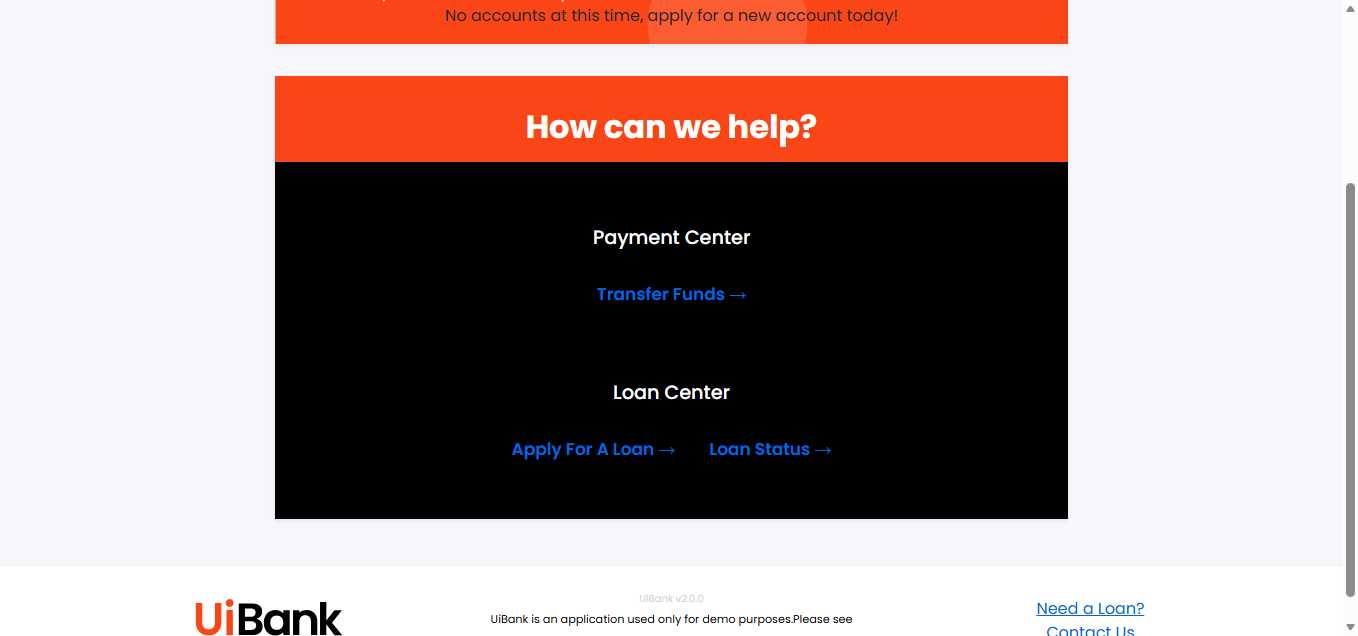 No accounts at this time, apply for a new account today!
How can we help?
Payment Center
Transfer Funds →
Loan Center
Apply For A Loan → Loan Status →
UiBank
UiBank v2.0.0
UiBank is an application used only for demo purposes.Please see
Need a Loan?
Contact Us